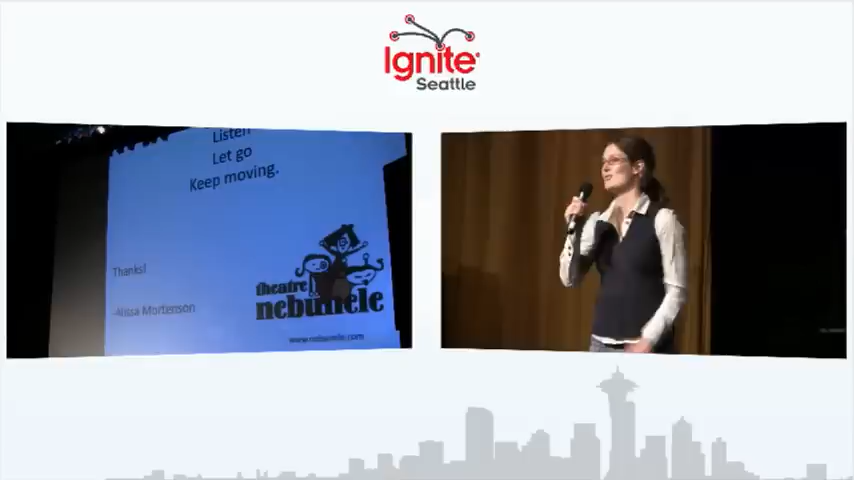 Ignite
Seattle
Listen
Let go
Keep moving.
Thanks!
-Alissa Mortenson
theatre
nebunele
www.nebunele.com